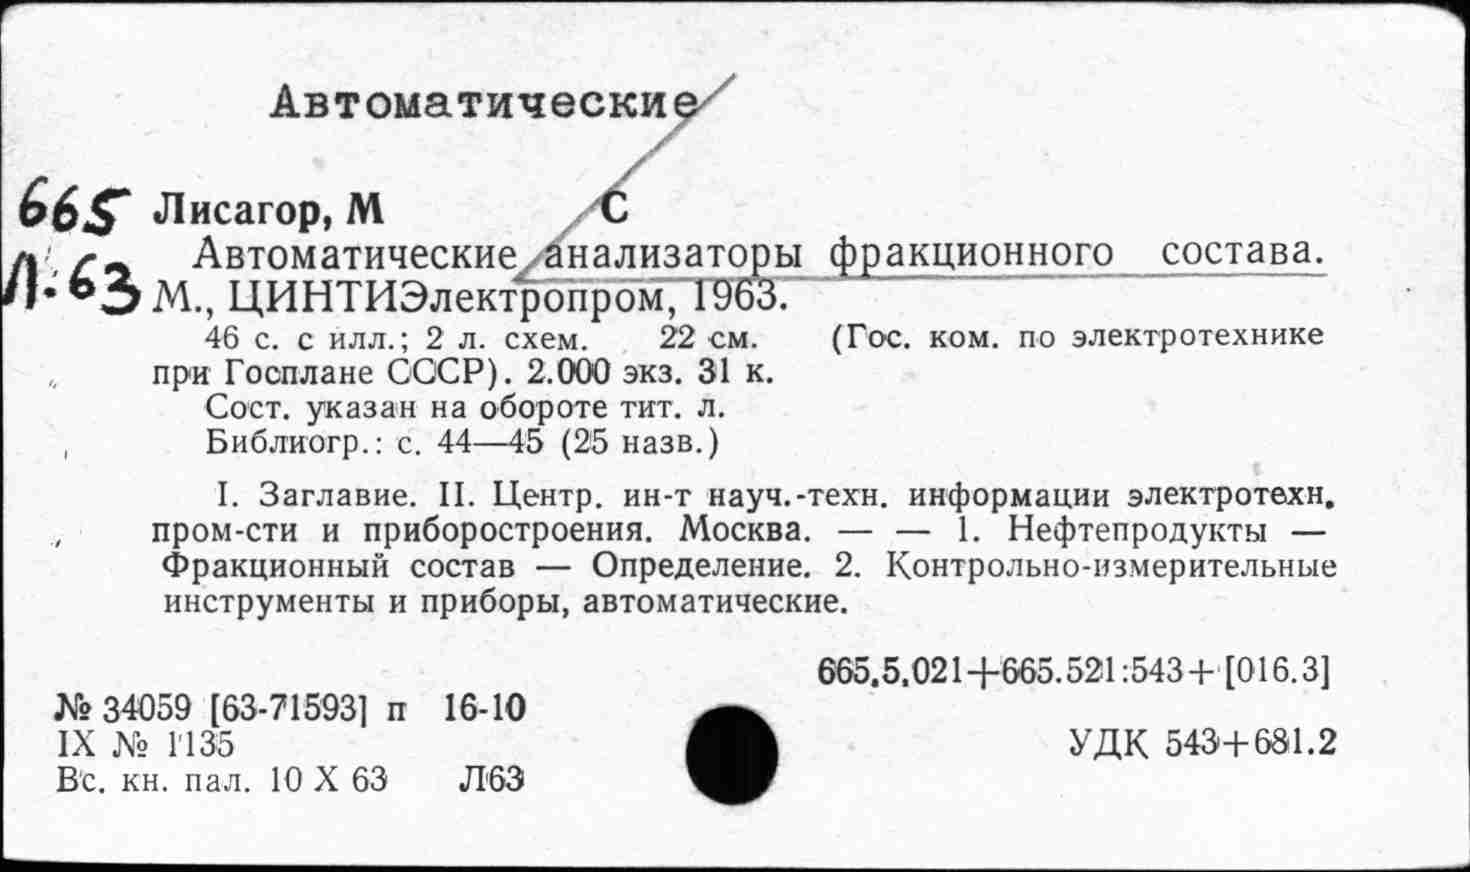 Автоматические
665 Лисагор, М С
Л.63 Автоматические анализаторы фракционного состава.
М., ЦИНТИЭлектропром, 1963.
46 с. с илл.; 2 л. схем. 22 см. (Гос. ком. по электротехнике
при Госплане СССР). 2.000 экз. 31 к.
Сост. указан на обороте тит. л.
Библиогр.: с. 44—45 (25 назв.)
I. Заглавие. II. Центр. ин-т науч.-техн. информации электротехн.
пром-сти и приборостроения. Москва. — — 1. Нефтепродукты —
Фракционный состав — Определение. 2. Контрольно-измерительные
инструменты и приборы, автоматические.
665.5.021+665.521:543+[016.3]
№ 34059 [63-71593] п 16-10
IX № 1135 УДК 543+681.2
Вс. кн. пал. 10 X 63 Л63